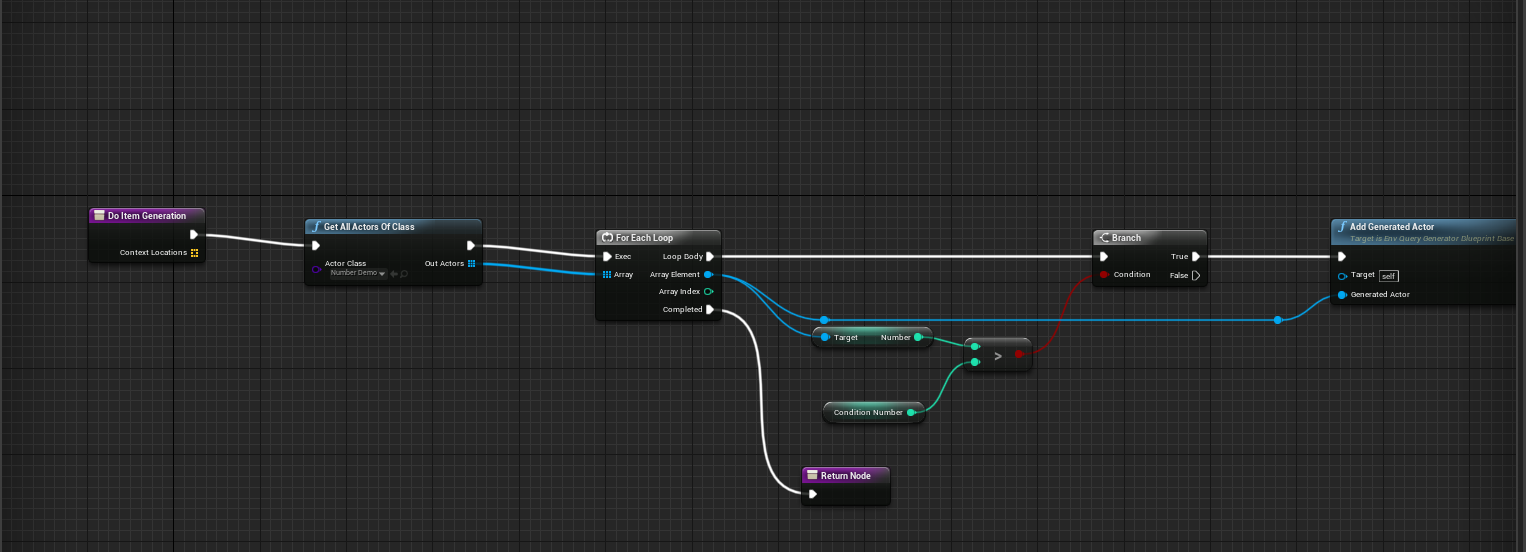 Do Item Generation
Context Locations
Get All Actors Of Class
Actor Class
Number Demo
Out Actors
For Each Loop
Exec
Loop Body
Array
Array Element
Array Index
Completed
Target
Number
>
Condition Number
Return Node
Branch
True
Condition
False
Add Generated Actor
Target is Env Query Generator Blueprint Base
Target
self
Generated Actor